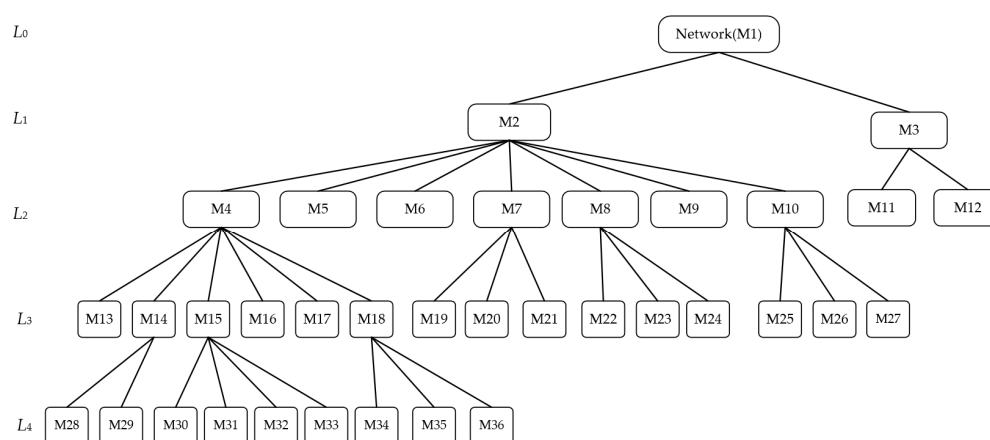 L0 Network(M1)
L1 M2 M3
L2 M4 M5 M6 M7 M8 M9 M10 M11 M12
L3 M13 M14 M15 M16 M17 M18 M19 M20 M21 M22 M23 M24 M25 M26 M27
L4 M28 M29 M30 M31 M32 M33 M34 M35 M36